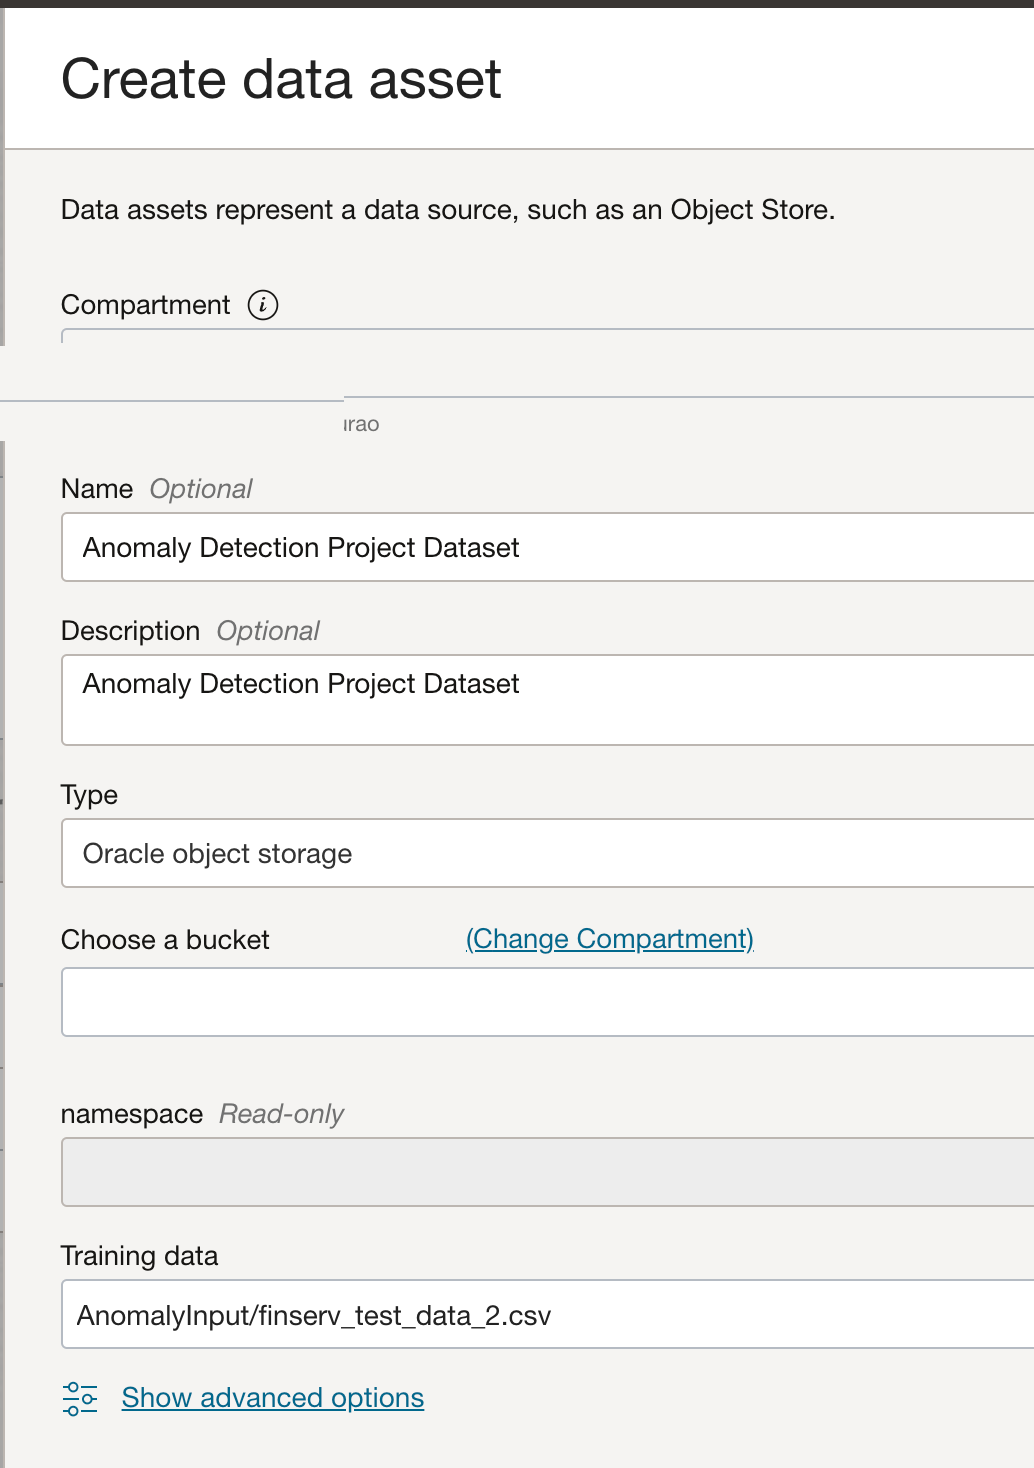 Create data asset
Data assets represent a data source, such as an Object Store.
Compartment i
Name Optional
Anomaly Detection Project Dataset
Description Optional
Anomaly Detection Project Dataset
Type
Oracle object storage
Choose a bucket (Change Compartment)
namespace Read-only
Training data
AnomalyInput/finserv_test_data_2.csv
Show advanced options